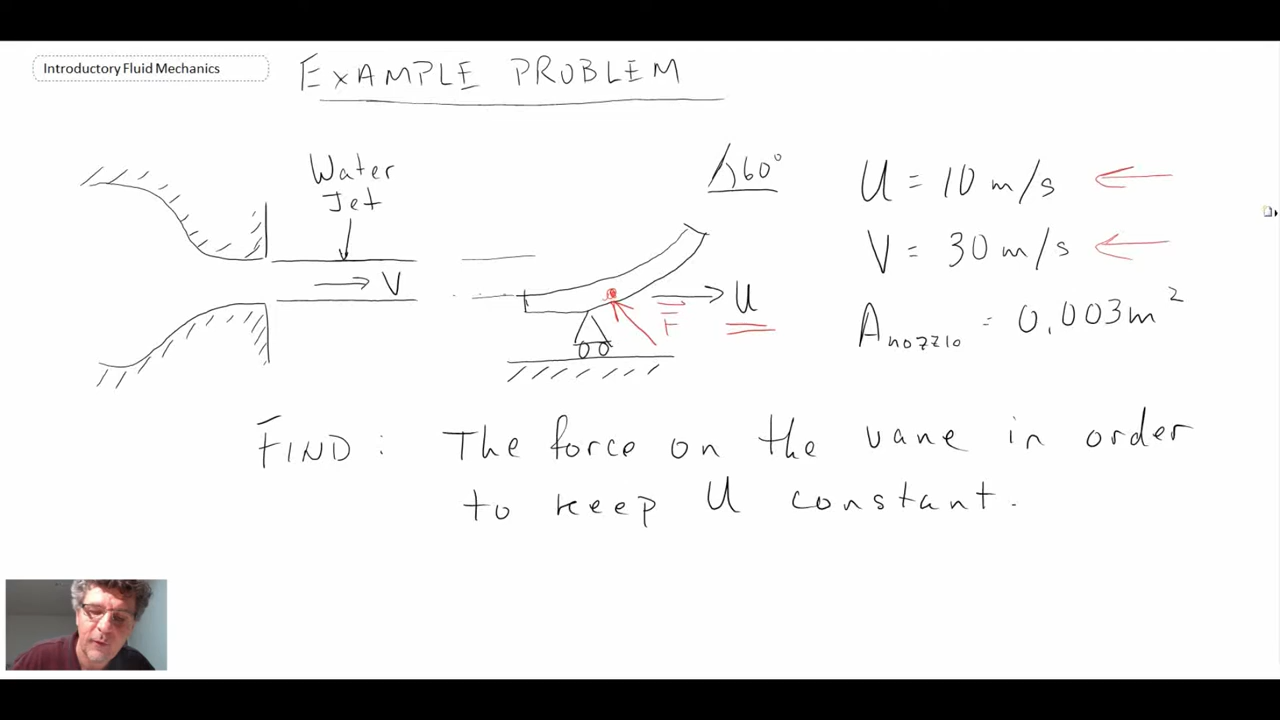 Introductory Fluid Mechanics
EXAMPLE PROBLEM
Water
Jet
60°
U = 10 m/s
V = 30 m/s
V
U
F
Anozzle = 0.003m²
FIND : The force on the vane in order
to keep U constant.